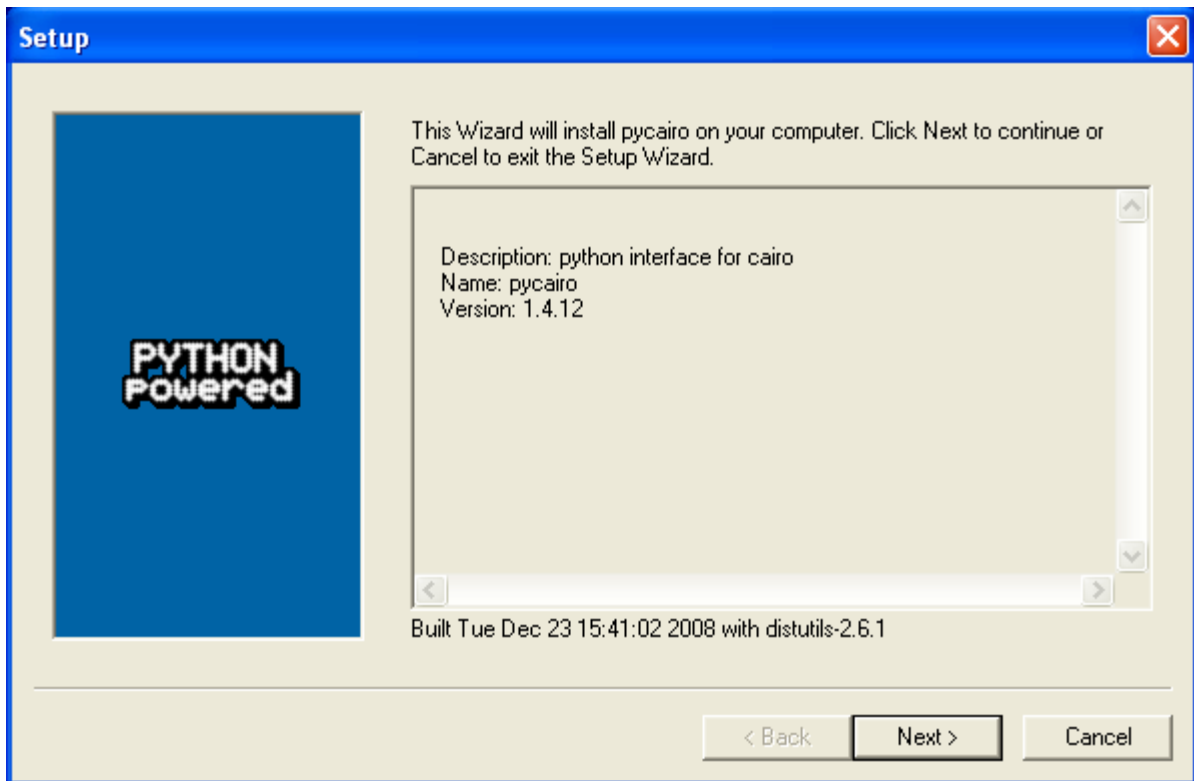 Setup
This Wizard will install pycairo on your computer. Click Next to continue or
Cancel to exit the Setup Wizard.
Description: python interface for cairo
Name: pycairo
Version: 1.4.12
PYTHON
powered
Built Tue Dec 23 15:41:02 2008 with distutils-2.6.1
< Back
Next >
Cancel